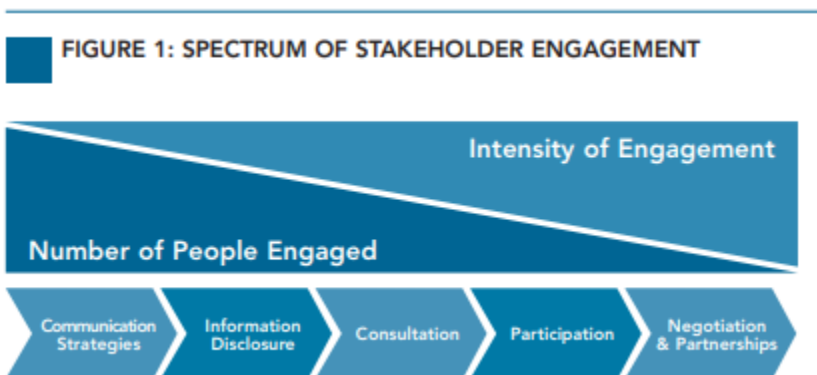 FIGURE 1: SPECTRUM OF STAKEHOLDER ENGAGEMENT
Intensity of Engagement
Number of People Engaged
Communication
Strategies
Information
Disclosure
Consultation
Participation
Negotiation
& Partnerships